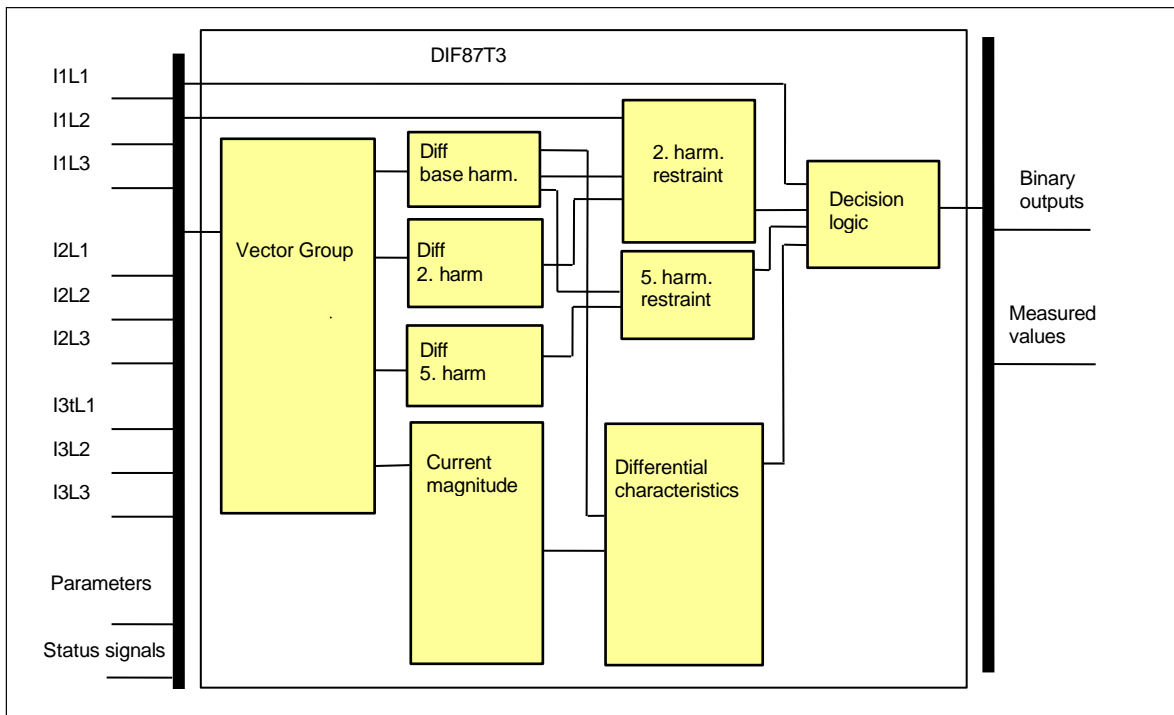 DIF87T3
I1L1
I1L2
I1L3
I2L1
I2L2
I2L3
I3tL1
I3L2
I3L3
Parameters
Status signals
Vector Group
Diff
base harm.
Diff
2. harm
Diff
5. harm
Current
magnitude
2. harm.
restraint
5. harm.
restraint
Differential
characteristics
Decision
logic
Binary
outputs
Measured
values